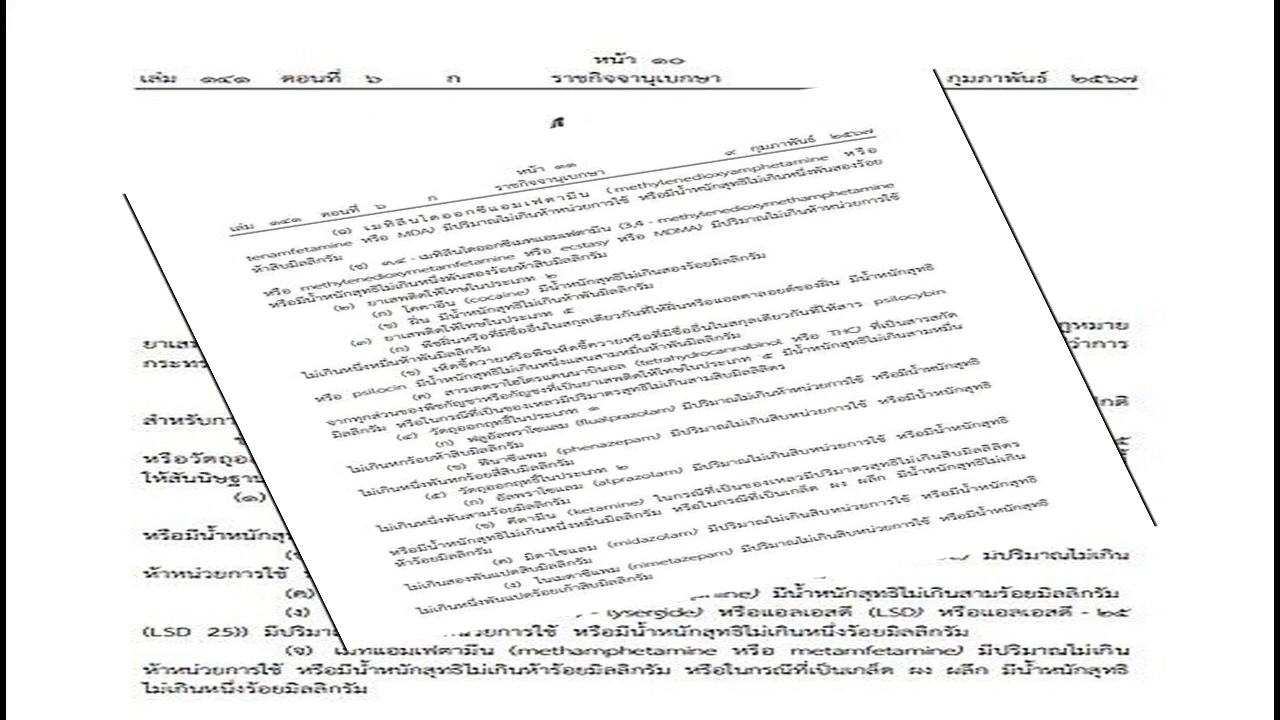 หน้า ๑๐
เล่ม ๑๔๑ ตอนที่ ๖ ก ราชกิจจานุเบกษา กุมภาพันธ์ ๒๕๖๗
หน้า ๑๑
เล่ม ๑๔๑ ตอนที่ ๖ ก ราชกิจจานุเบกษา ๙ กุมภาพันธ์ ๒๕๖๗
(ฉ) เมทิลีนไดออกซีแอมเฟตามีน (methylenedioxyamphetamine หรือ
tenamfetamine หรือ MDA) มีปริมาณไม่เกินห้าหน่วยการใช้ หรือมีน้ำหนักสุทธิไม่เกินหนึ่งพันสองร้อย
ห้าสิบมิลลิกรัม
(ช) ๓,๔ - เมทิลีนไดออกซีเมทแอมเฟตามีน (3,4 - methylenedioxymethamphetamine
หรือ methylenedioxymetamfetamine หรือ ecstasy หรือ MDMA) มีปริมาณไม่เกินห้าหน่วยการใช้
หรือมีน้ำหนักสุทธิไม่เกินหนึ่งพันสองร้อยห้าสิบมิลลิกรัม
(๒) ยาเสพติดให้โทษในประเภท ๒
(ก) โคคาอีน (cocaine) มีน้ำหนักสุทธิไม่เกินสองร้อยมิลลิกรัม
(ข) ฝิ่น มีน้ำหนักสุทธิไม่เกินห้าพันมิลลิกรัม
(๓) ยาเสพติดให้โทษในประเภท ๕
(ก) พืชฝิ่นหรือที่มีชื่ออื่นในสกุลเดียวกันที่ให้ฝิ่นหรือแอลคาลอยด์ของฝิ่น มีน้ำหนักสุทธิ
ไม่เกินหนึ่งหมื่นห้าพันมิลลิกรัม
(ข) เห็ดขี้ควายหรือพืชเห็ดขี้ควายหรือที่มีชื่ออื่นในสกุลเดียวกันที่ให้สาร psilocybin
หรือ psilocin มีน้ำหนักสุทธิไม่เกินหนึ่งแสนสามหมื่นห้าพันมิลลิกรัม
(ค) สารเตตราไฮโดรแคนนาบินอล (tetrahydrocannabinol หรือ THC) ที่เป็นสารสกัด
จากทุกส่วนของพืชกัญชาหรือกัญชงที่เป็นยาเสพติดให้โทษในประเภท ๕ มีน้ำหนักสุทธิไม่เกินสามหมื่น
มิลลิกรัม หรือในกรณีที่เป็นของเหลวมีปริมาตรสุทธิไม่เกินสามสิบมิลลิลิตร
(๔) วัตถุออกฤทธิ์ในประเภท ๑
(ก) ฟลูอัลพราโซแลม (flualprazolam) มีปริมาณไม่เกินห้าหน่วยการใช้ หรือมีน้ำหนักสุทธิ
ไม่เกินหกร้อยห้าสิบมิลลิกรัม
(ข) ฟีนาซีแพม (phenazepam) มีปริมาณไม่เกินสิบหน่วยการใช้ หรือมีน้ำหนักสุทธิ
ไม่เกินหนึ่งพันหกร้อยสี่สิบมิลลิกรัม
(๕) วัตถุออกฤทธิ์ในประเภท ๒
(ก) อัลพราโซแลม (alprazolam) มีปริมาณไม่เกินสิบหน่วยการใช้ หรือมีน้ำหนักสุทธิ
ไม่เกินหนึ่งพันสามร้อยมิลลิกรัม
(ข) คีตามีน (ketamine) ในกรณีที่เป็นของเหลวมีปริมาตรสุทธิไม่เกินสิบมิลลิลิตร
หรือมีน้ำหนักสุทธิไม่เกินหนึ่งหมื่นมิลลิกรัม หรือในกรณีที่เป็นเกล็ด ผง ผลึก มีน้ำหนักสุทธิไม่เกิน
ห้าร้อยมิลลิกรัม
(ค) มิดาโซแลม (midazolam) มีปริมาณไม่เกินสิบหน่วยการใช้ หรือมีน้ำหนักสุทธิ
ไม่เกินสองพันแปดสิบมิลลิกรัม
(ง) ไนเมตาซีแพม (nimetazepam) มีปริมาณไม่เกินสิบหน่วยการใช้ หรือมีน้ำหนักสุทธิ
ไม่เกินหนึ่งพันแปดร้อยเก้าสิบมิลลิกรัม
กระทร
สำหรับกา
หรือวัตถุออ
ให้สันนิษฐาน
(๑)
หรือมีน้ำหนักสุท
มีปริมาณไม่เกิน
ห้าหน่วยการใช้
(ค) มีน้ำหนักสุทธิไม่เกินสามร้อยมิลลิกรัม
(ง) (lysergide) หรือแอลเอสดี (LSD) หรือแอลเอสดี - ๒๕
(LSD 25)) มีปริมาณ หน่วยการใช้ หรือมีน้ำหนักสุทธิไม่เกินหนึ่งร้อยมิลลิกรัม
(จ) เมทแอมเฟตามีน (methamphetamine หรือ metamfetamine) มีปริมาณไม่เกิน
ห้าหน่วยการใช้ หรือมีน้ำหนักสุทธิไม่เกินห้าร้อยมิลลิกรัม หรือในกรณีที่เป็นเกล็ด ผง ผลึก มีน้ำหนักสุทธิ
ไม่เกินหนึ่งร้อยมิลลิกรัม